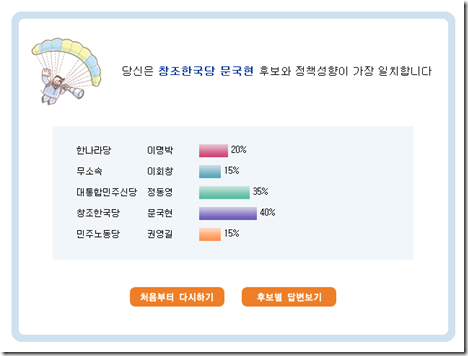 당신은 창조한국당 문국현 후보와 정책성향이 가장 일치합니다
한나라당 이명박 20%
무소속 이회창 15%
대통합민주신당 정동영 35%
창조한국당 문국현 40%
민주노동당 권영길 15%
처음부터 다시하기 후보별 답변보기